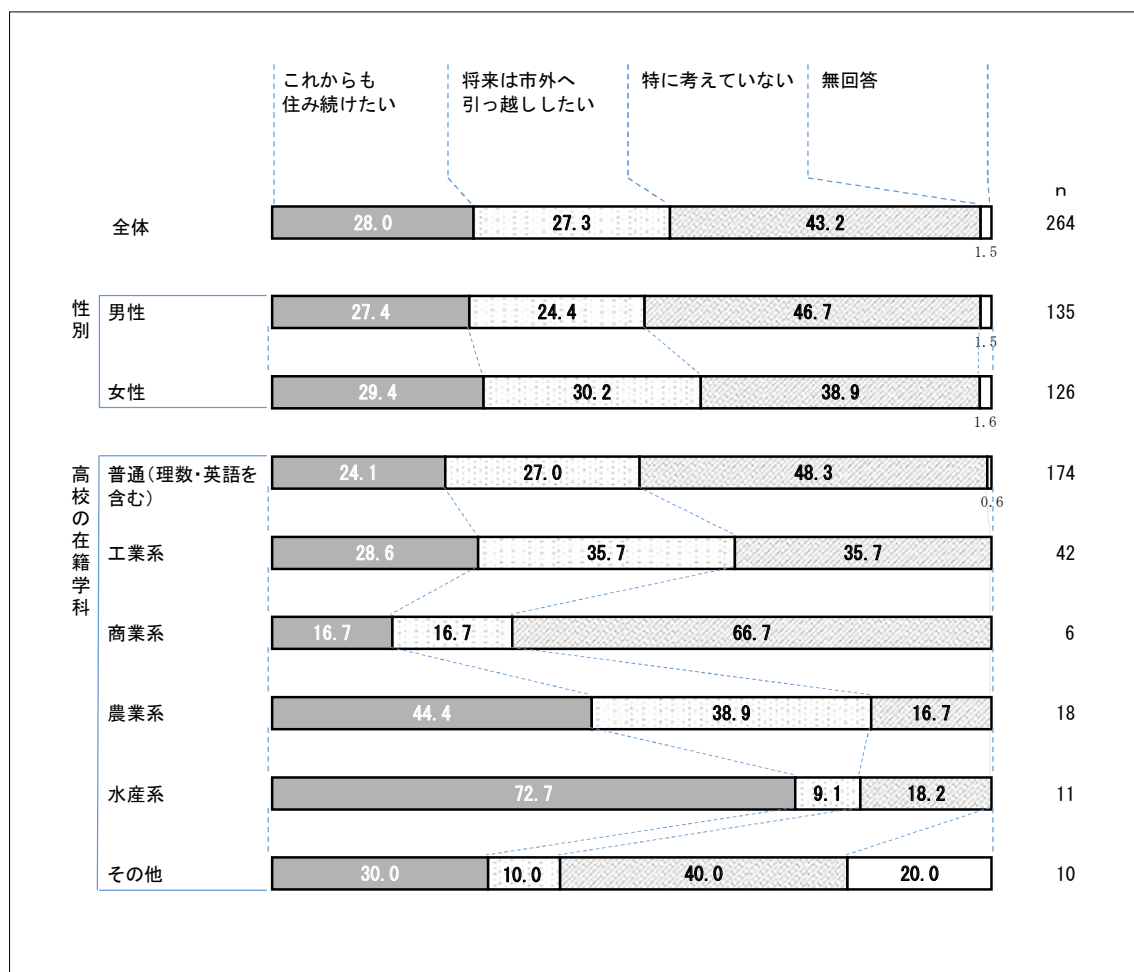 これからも
住み続けたい
将来は市外へ
引っ越ししたい
特に考えていない
無回答
n
全体
28.0
27.3
43.2
1.5
264
性別
男性
27.4
24.4
46.7
1.5
135
女性
29.4
30.2
38.9
1.6
126
高校の在籍学科
普通(理数・英語を
含む)
24.1
27.0
48.3
0.6
174
工業系
28.6
35.7
35.7
42
商業系
16.7
16.7
66.7
6
農業系
44.4
38.9
16.7
18
水産系
72.7
9.1
18.2
11
その他
30.0
10.0
40.0
20.0
10